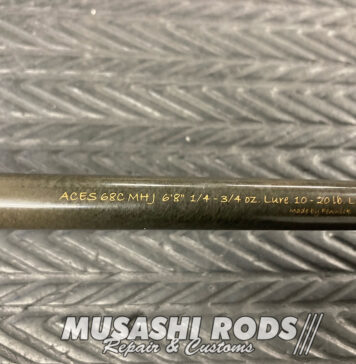 ACES 68C MHJ 6'8" 1/4 - 3/4 oz. Lure 10 - 20 lb. L
Made by Fenwick
MUSASHI RODS
Repair & Customs